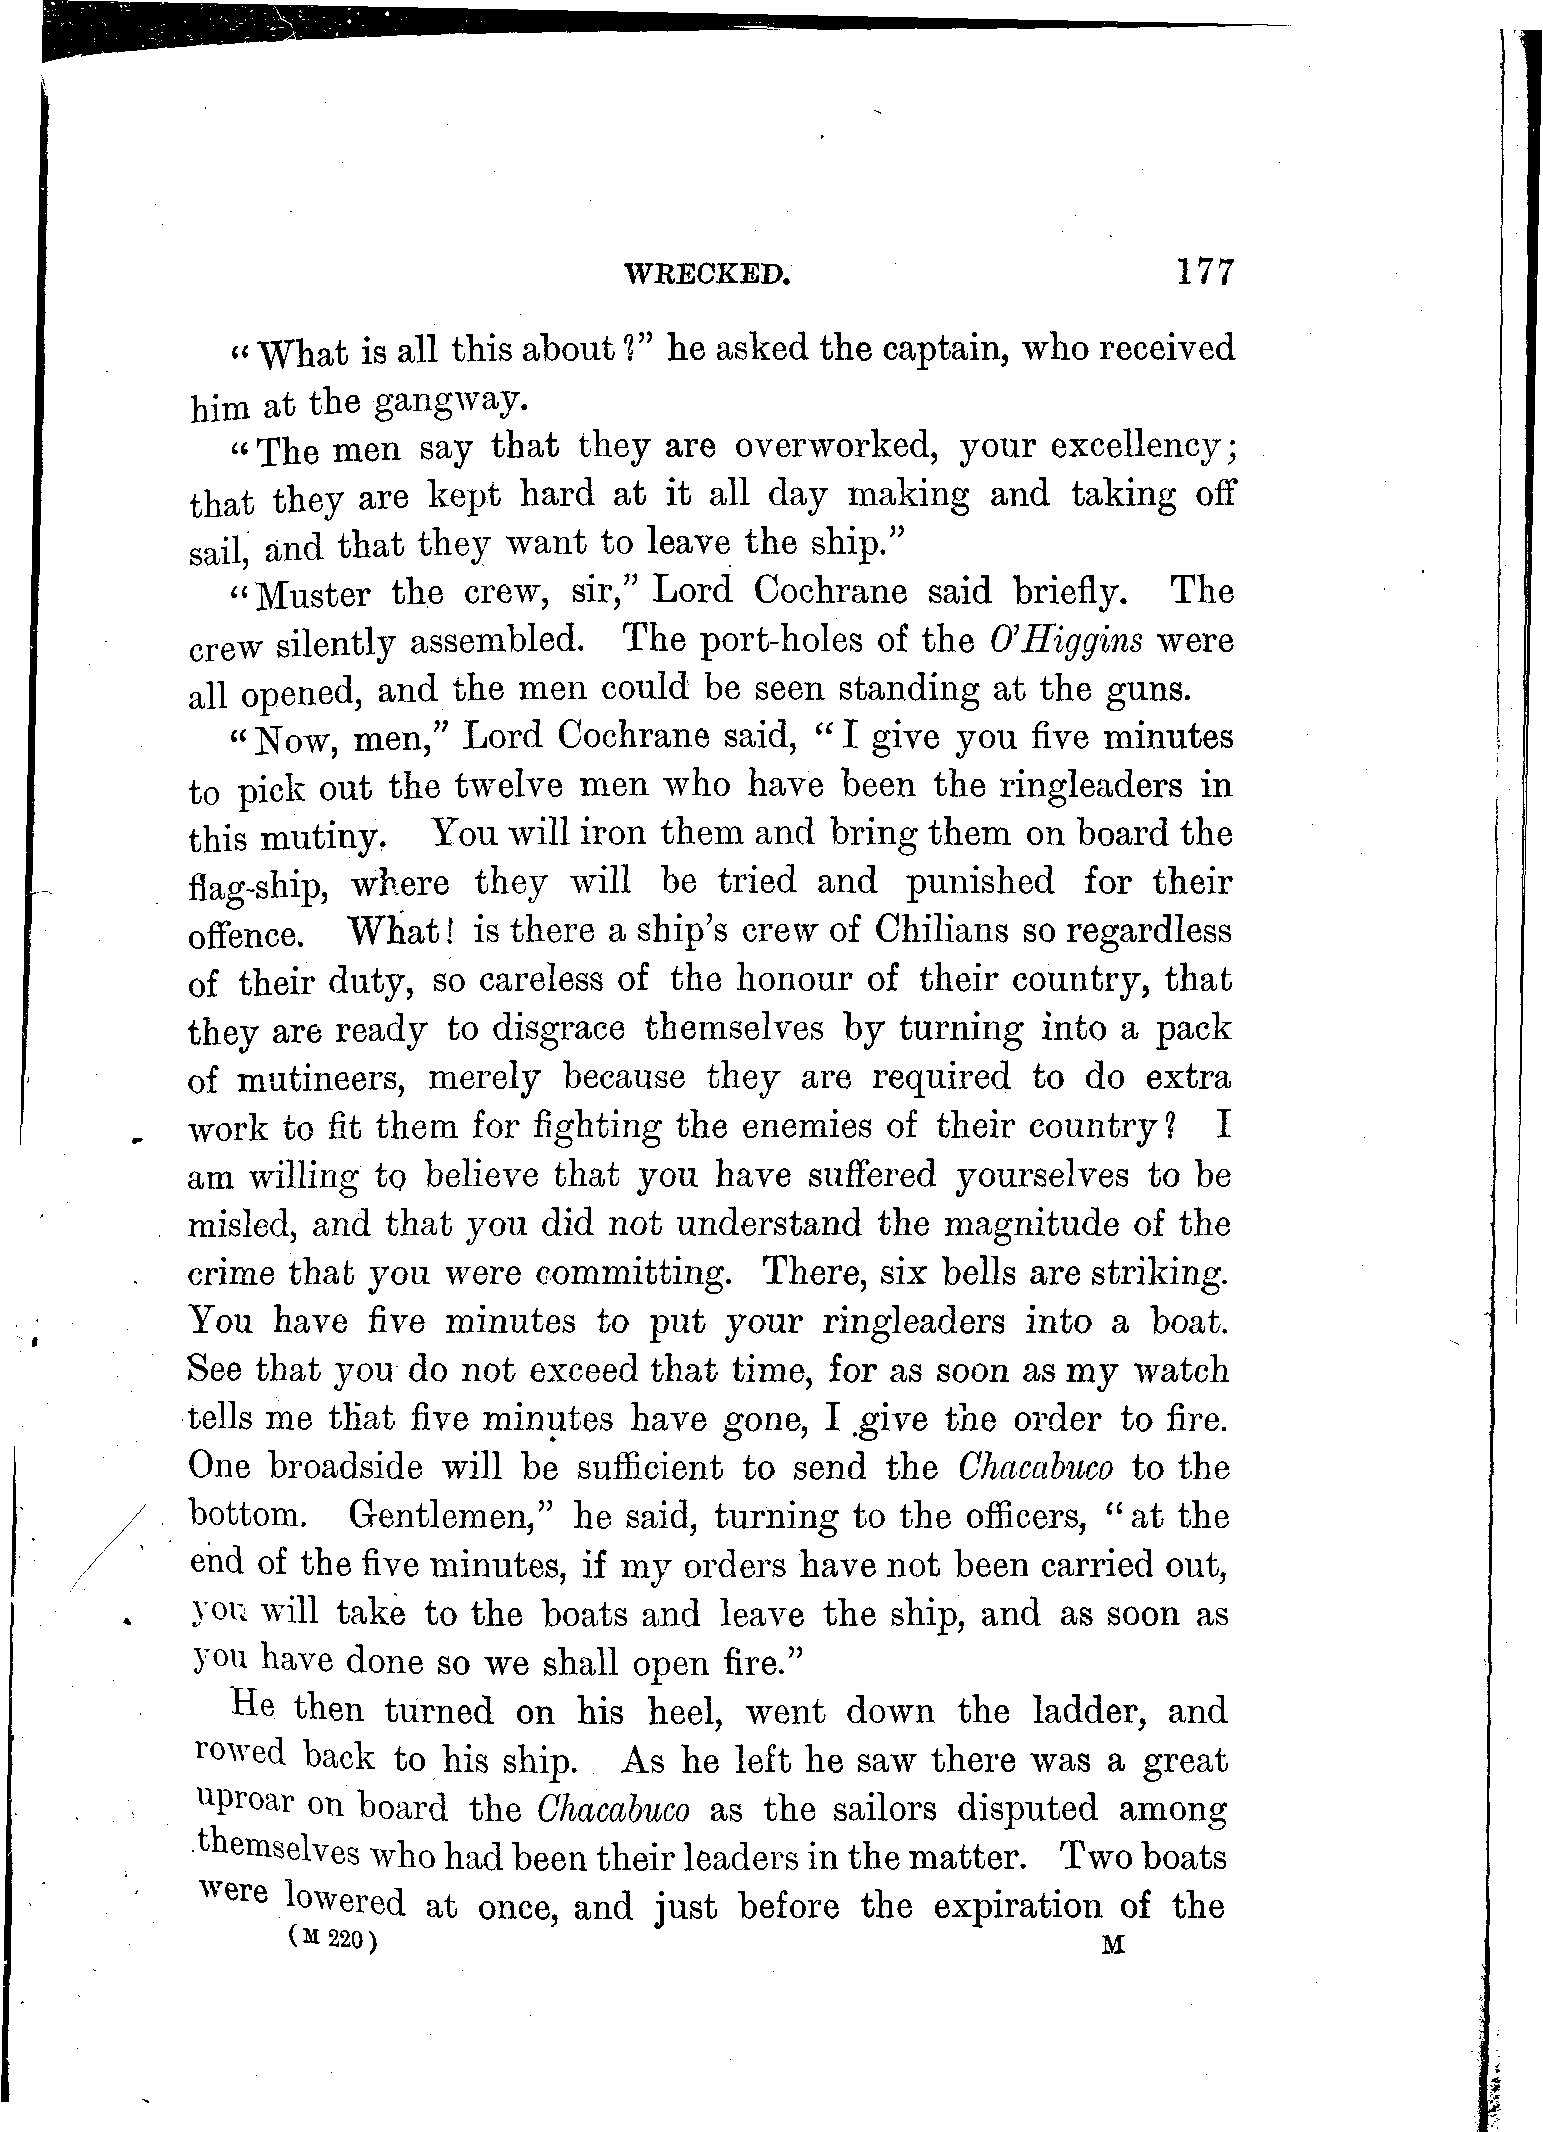 WRECKED. 177
“What is all this about?” he asked the captain, who received
him at the gangway.
“The men say that they are overworked, your excellency;
that they are kept hard at it all day making and taking off
sail, and that they want to leave the ship.”
“Muster the crew, sir,” Lord Cochrane said briefly. The
crew silently assembled. The port-holes of the O’Higgins were
all opened, and the men could be seen standing at the guns.
“Now, men,” Lord Cochrane said, “I give you five minutes
to pick out the twelve men who have been the ringleaders in
this mutiny. You will iron them and bring them on board the
flag-ship, where they will be tried and punished for their
offence. What! is there a ship’s crew of Chilians so regardless
of their duty, so careless of the honour of their country, that
they are ready to disgrace themselves by turning into a pack
of mutineers, merely because they are required to do extra
work to fit them for fighting the enemies of their country? I
am willing to believe that you have suffered yourselves to be
misled, and that you did not understand the magnitude of the
crime that you were committing. There, six bells are striking.
You have five minutes to put your ringleaders into a boat.
See that you do not exceed that time, for as soon as my watch
tells me that five minutes have gone, I give the order to fire.
One broadside will be sufficient to send the Chacabuco to the
bottom. Gentlemen,” he said, turning to the officers, “at the
end of the five minutes, if my orders have not been carried out,
you will take to the boats and leave the ship, and as soon as
you have done so we shall open fire.”
He then turned on his heel, went down the ladder, and
rowed back to his ship. As he left he saw there was a great
uproar on board the Chacabuco as the sailors disputed among
themselves who had been their leaders in the matter. Two boats
were lowered at once, and just before the expiration of the
(M 220) M